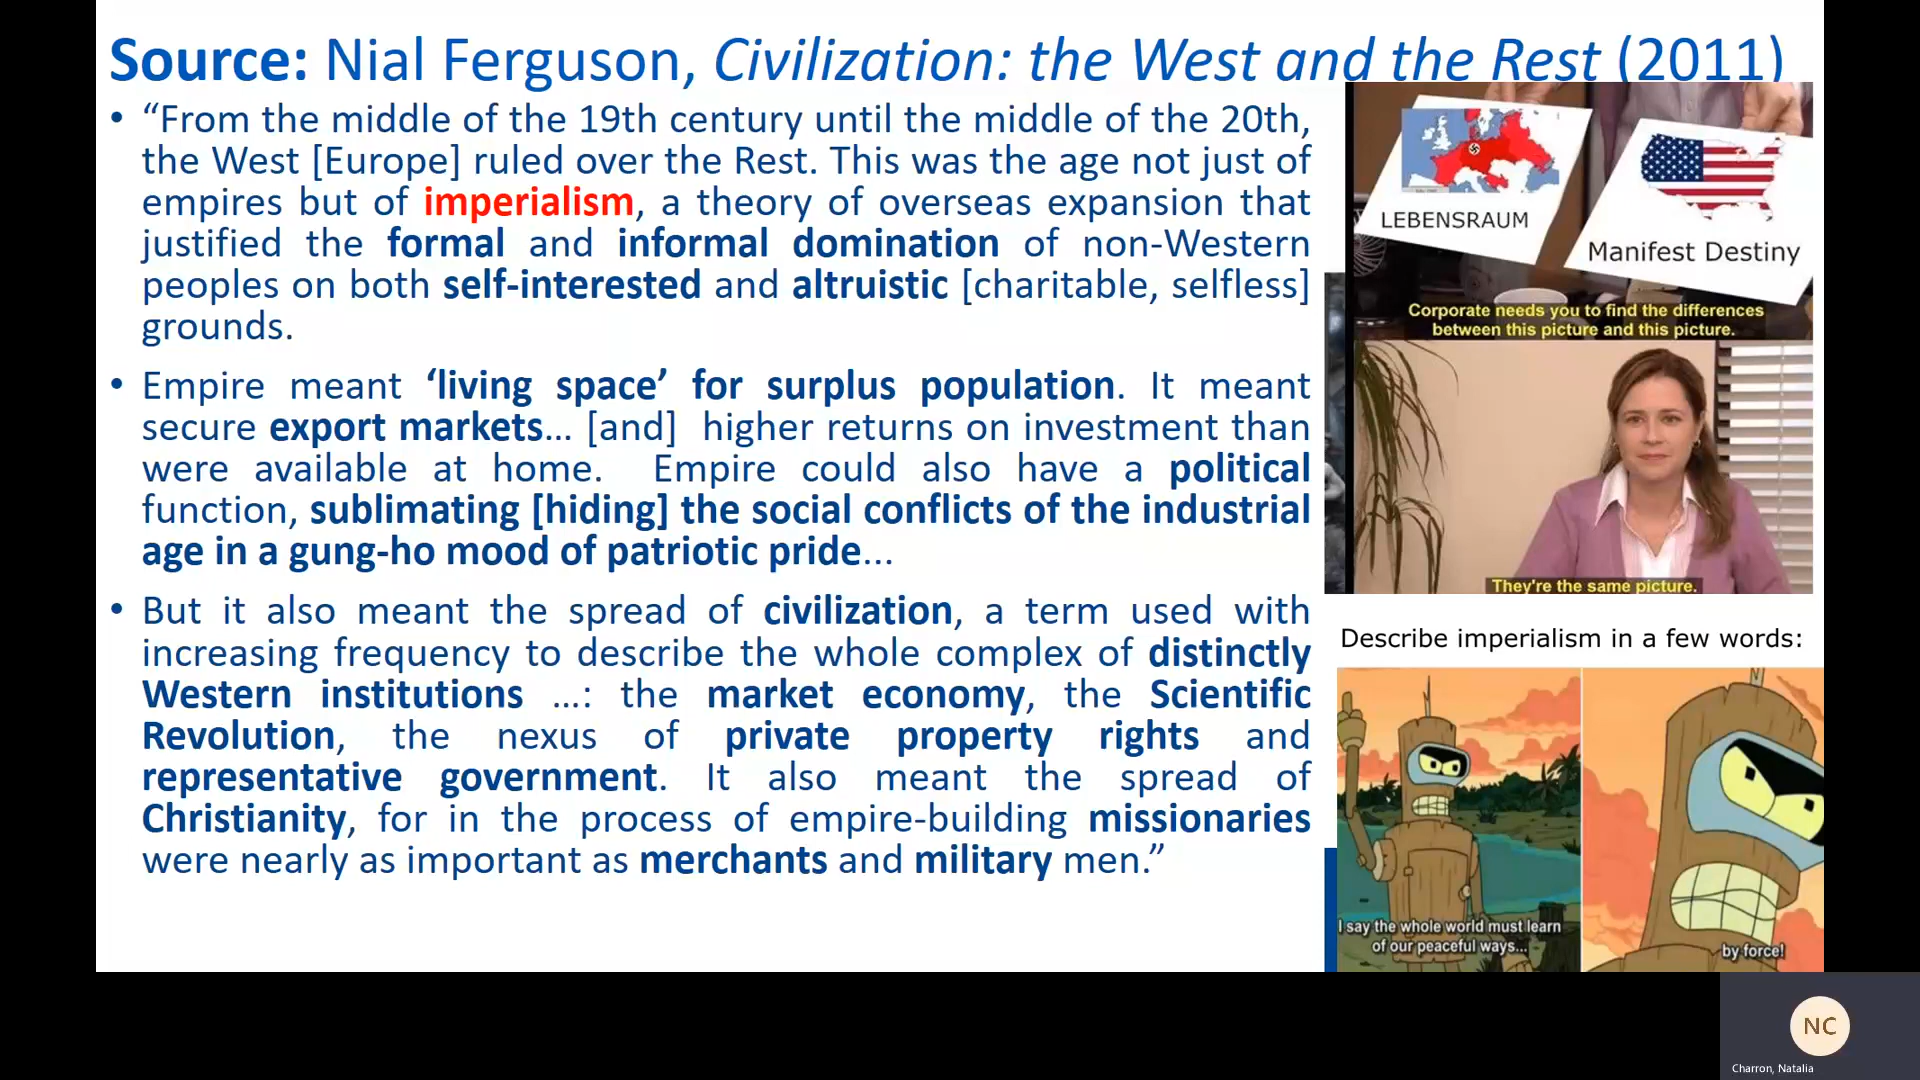 Source: Nial Ferguson, Civilization: the West and the Rest (2011)
• “From the middle of the 19th century until the middle of the 20th,
the West [Europe] ruled over the Rest. This was the age not just of
empires but of imperialism, a theory of overseas expansion that
justified the formal and informal domination of non-Western
peoples on both self-interested and altruistic [charitable, selfless]
grounds.
• Empire meant ‘living space’ for surplus population. It meant
secure export markets… [and] higher returns on investment than
were available at home. Empire could also have a political
function, sublimating [hiding] the social conflicts of the industrial
age in a gung-ho mood of patriotic pride...
• But it also meant the spread of civilization, a term used with
increasing frequency to describe the whole complex of distinctly
Western institutions …: the market economy, the Scientific
Revolution, the nexus of private property rights and
representative government. It also meant the spread of
Christianity, for in the process of empire-building missionaries
were nearly as important as merchants and military men.”
LEBENSRAUM
Manifest Destiny
Corporate needs you to find the differences
between this picture and this picture.
They're the same picture.
Describe imperialism in a few words:
I say the whole world must learn
of our peaceful ways...
by force!
NC
Charron, Natalia